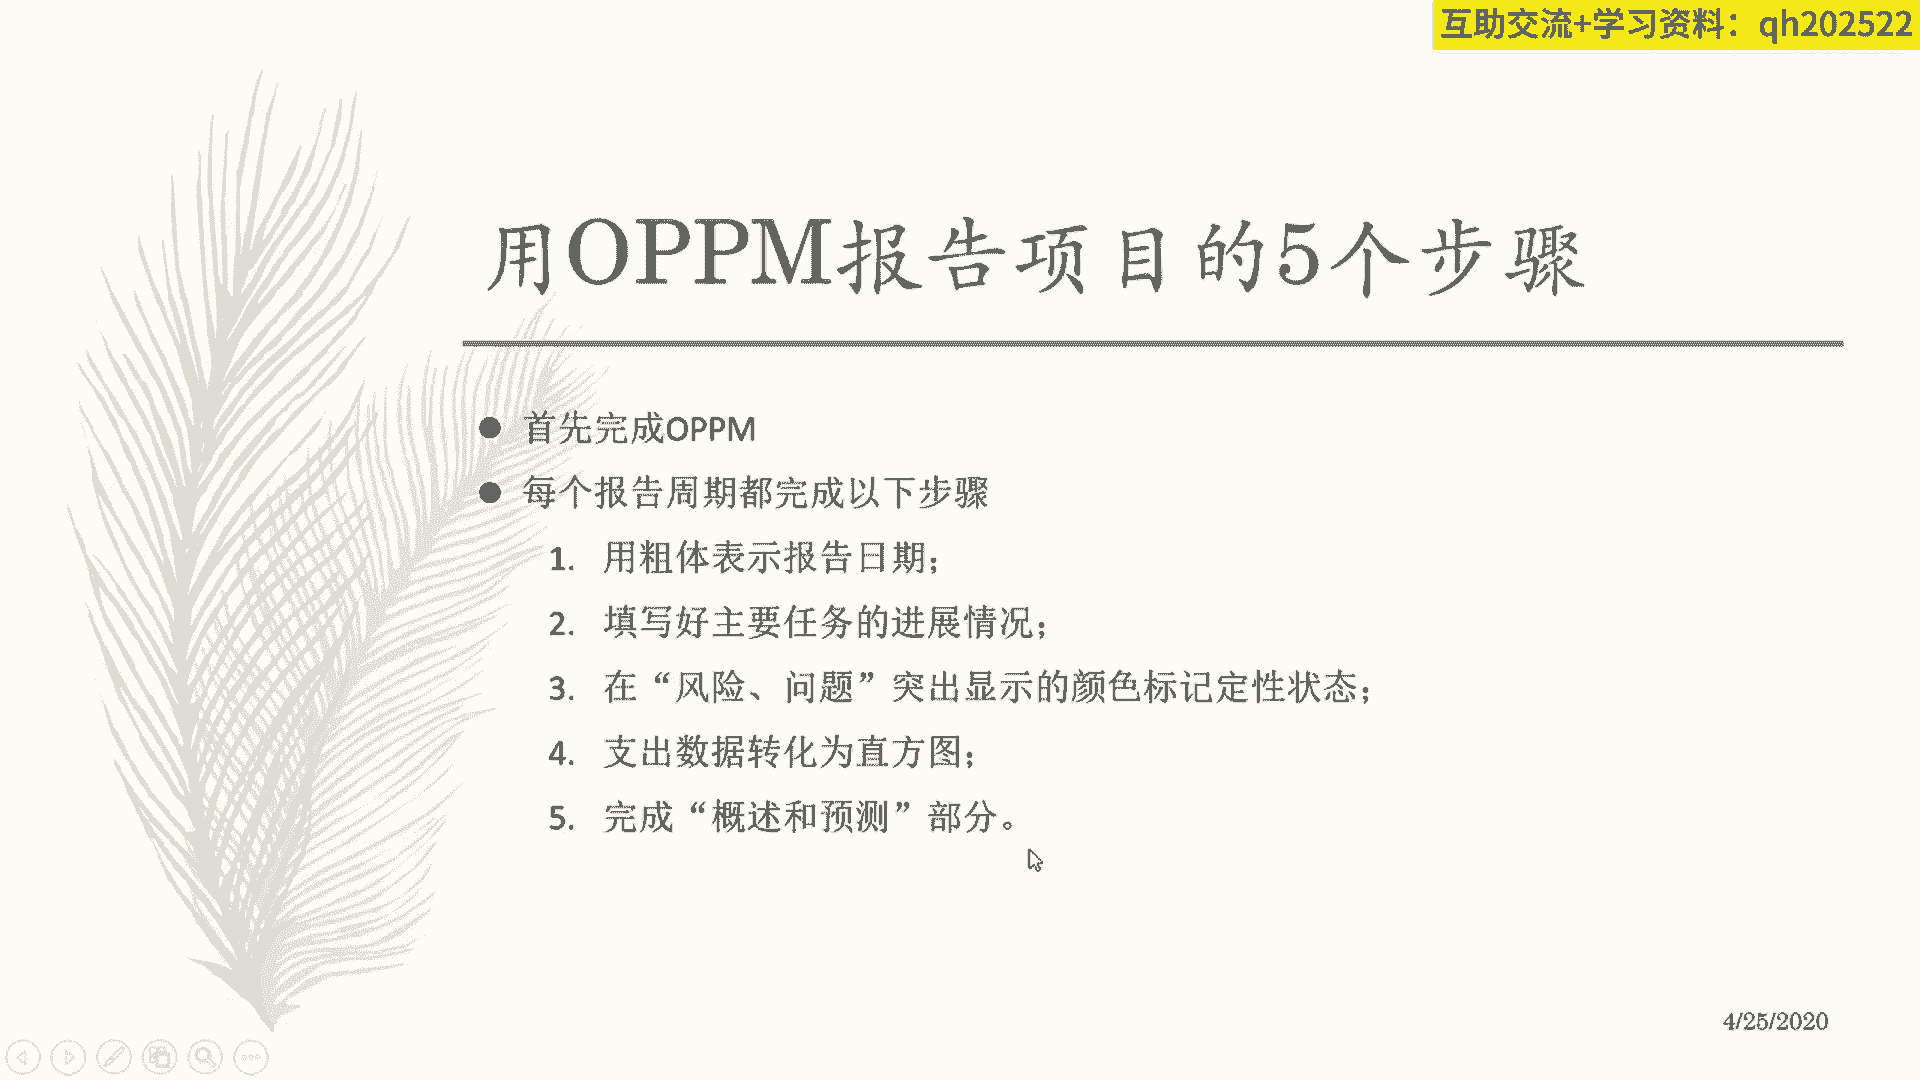 互助交流+学习资料：qh202522
用OPPM报告项目的5个步骤
● 首先完成OPPM
● 每个报告周期都完成以下步骤
1. 用粗体表示报告日期；
2. 填写好主要任务的进展情况；
3. 在“风险、问题”突出显示的颜色标记定性状态；
4. 支出数据转化为直方图；
5. 完成“概述和预测”部分。
4/25/2020